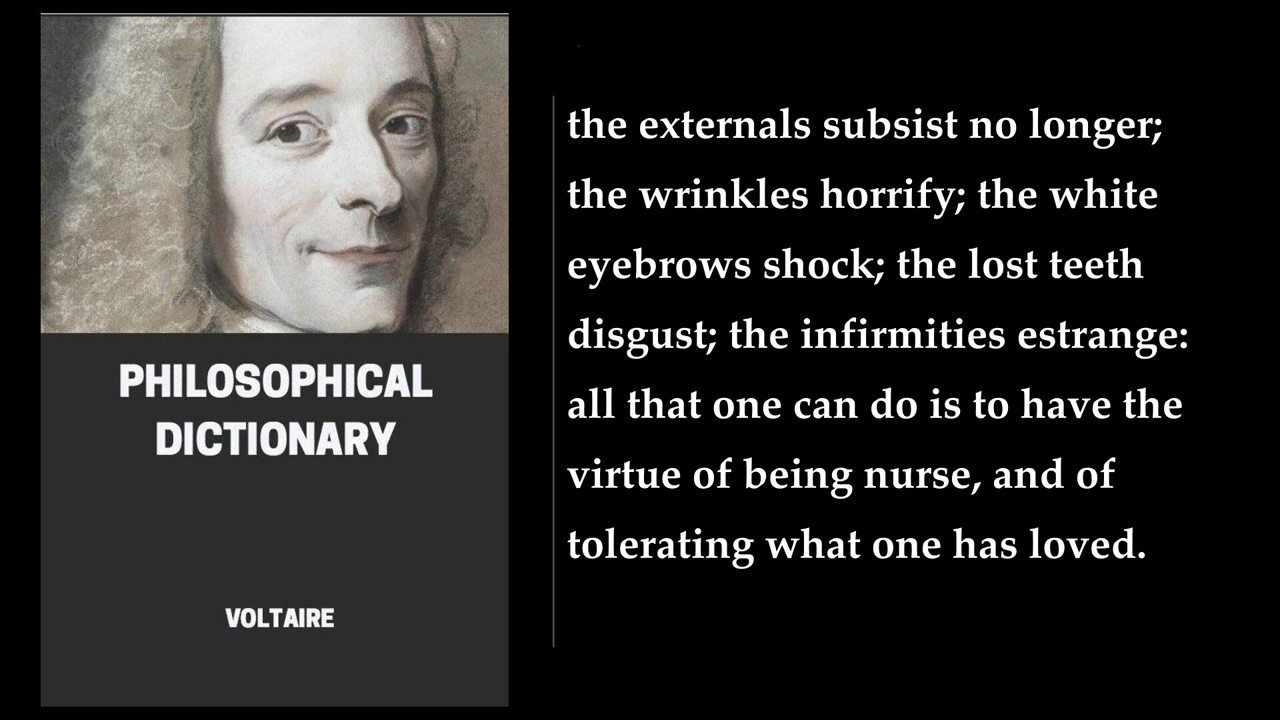 PHILOSOPHICAL
DICTIONARY
VOLTAIRE
the externals subsist no longer;
the wrinkles horrify; the white
eyebrows shock; the lost teeth
disgust; the infirmities estrange:
all that one can do is to have the
virtue of being nurse, and of
tolerating what one has loved.